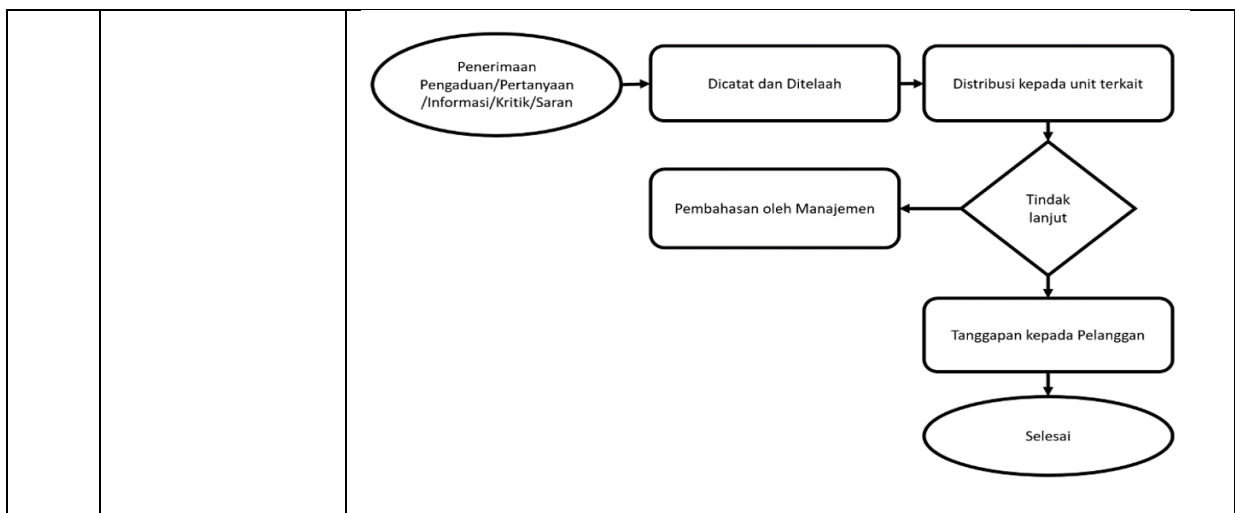 Penerimaan
Pengaduan/Pertanyaan
/Informasi/Kritik/Saran
Dicatat dan Ditelaah
Distribusi kepada unit terkait
Pembahasan oleh Manajemen
Tindak
lanjut
Tanggapan kepada Pelanggan
Selesai